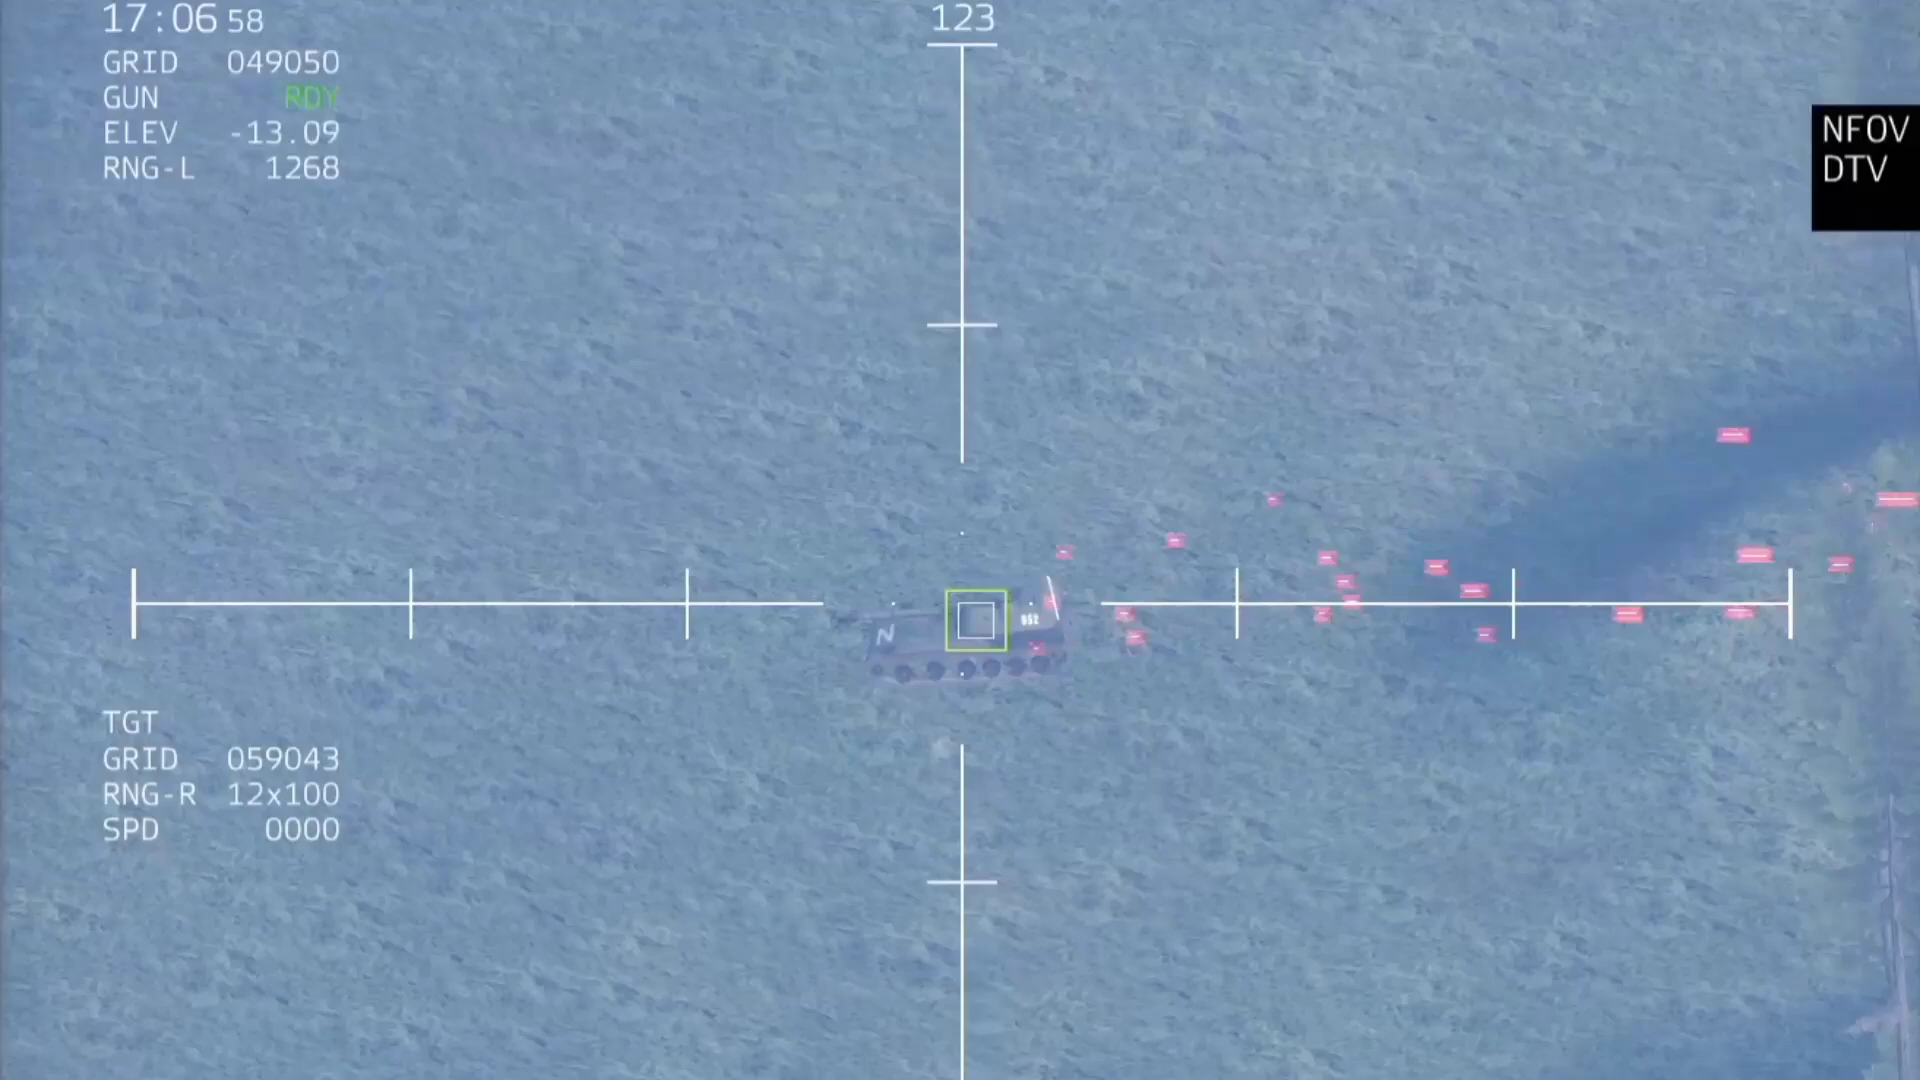 17:06 58
GRID 049050
GUN RDY
ELEV -13.09
RNG-L 1268
123
NFOV
DTV
N
952
TGT
GRID 059043
RNG-R 12x100
SPD 0000